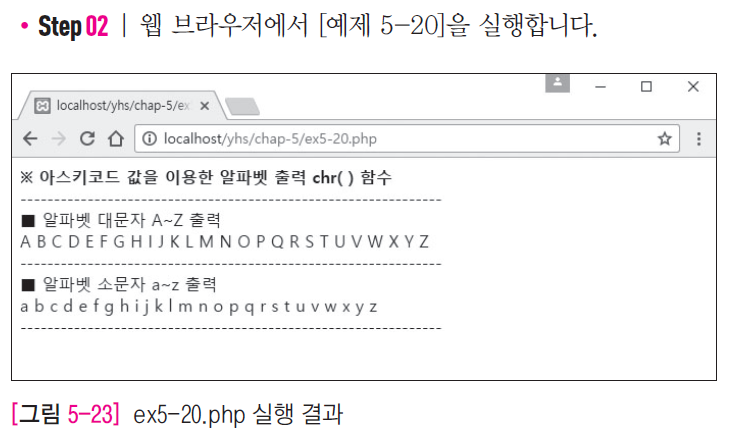 • Step 02 | 웹 브라우저에서 [예제 5-20]을 실행합니다.
localhost/yhs/chap-5/ex
localhost/yhs/chap-5/ex5-20.php
※ 아스키코드 값을 이용한 알파벳 출력 chr( ) 함수
------------------------------------------------------------
■ 알파벳 대문자 A~Z 출력
A B C D E F G H I J K L M N O P Q R S T U V W X Y Z
------------------------------------------------------------
■ 알파벳 소문자 a~z 출력
a b c d e f g h i j k l m n o p q r s t u v w x y z
------------------------------------------------------------
[그림 5-23] ex5-20.php 실행 결과